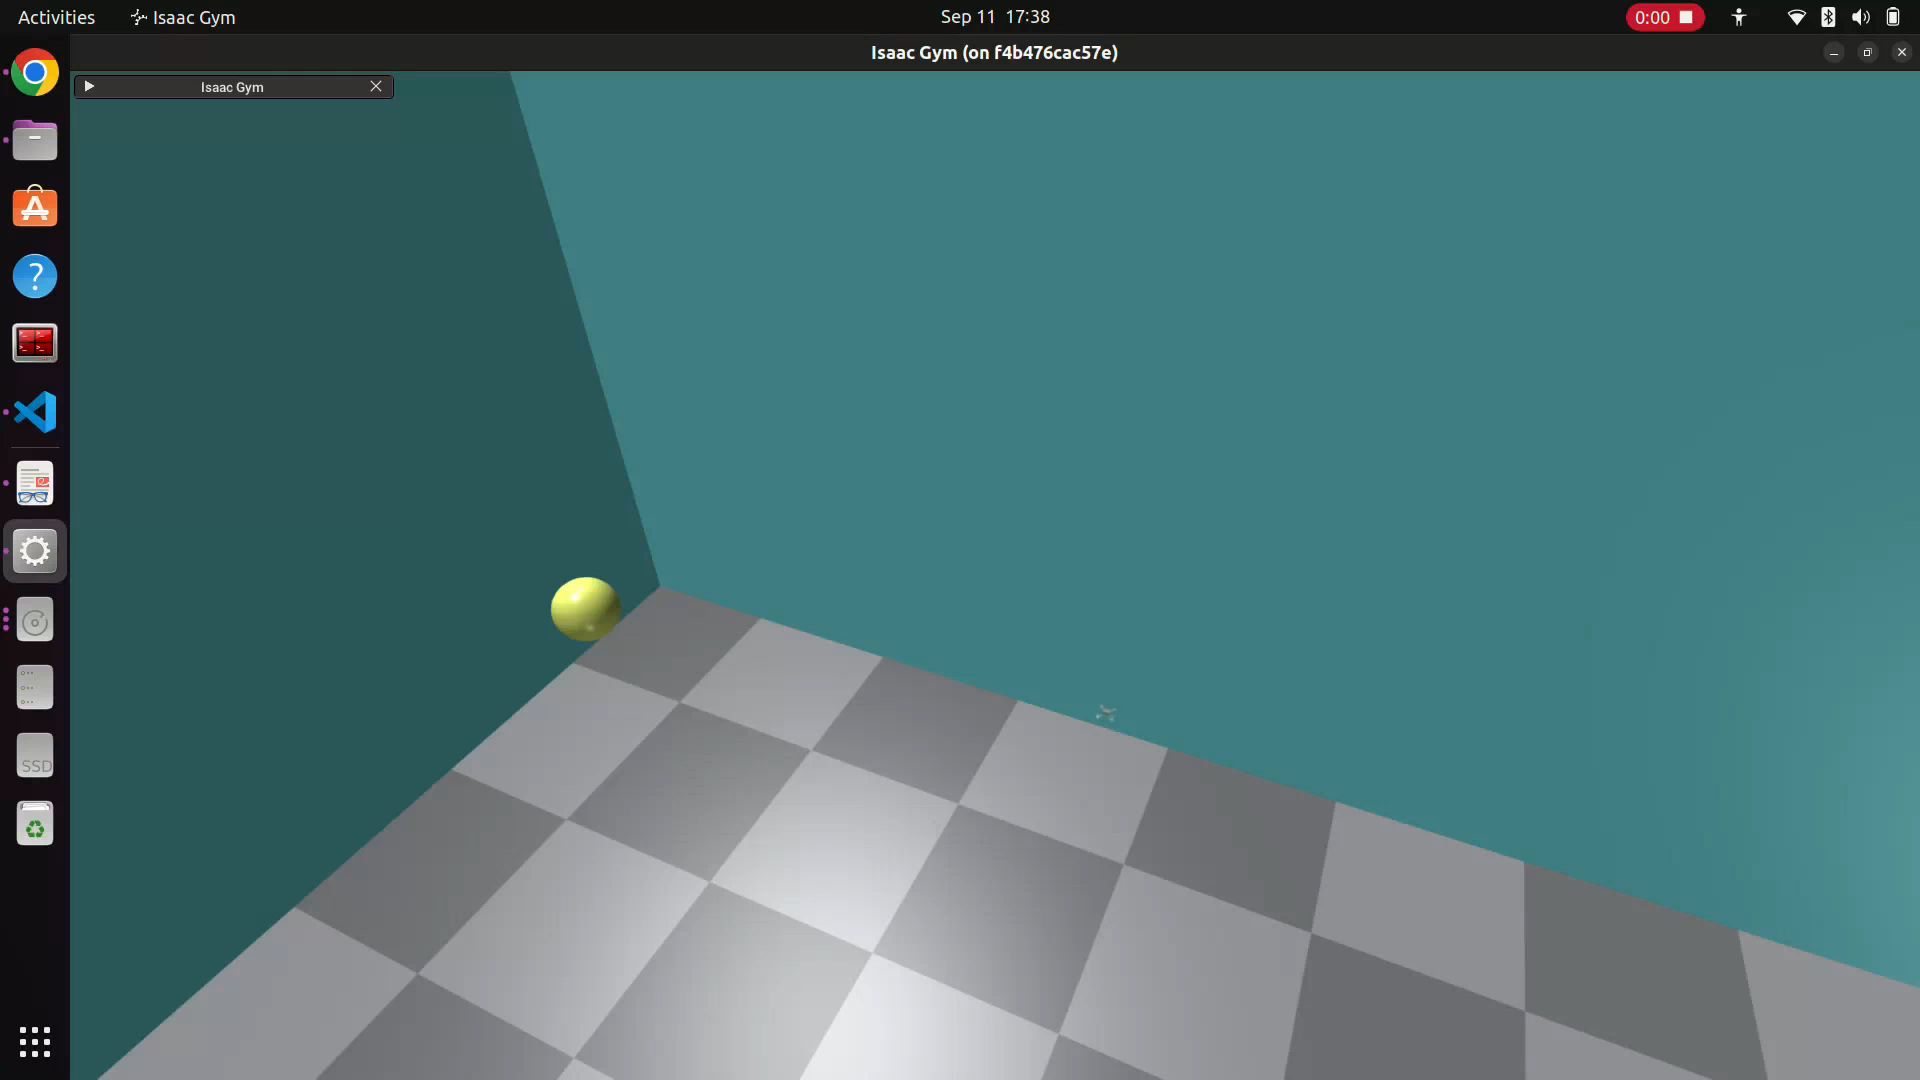 Activities
Isaac Gym
Sep 11 17:38
0:00
Isaac Gym (on f4b476cac57e)
Isaac Gym
?
SSD